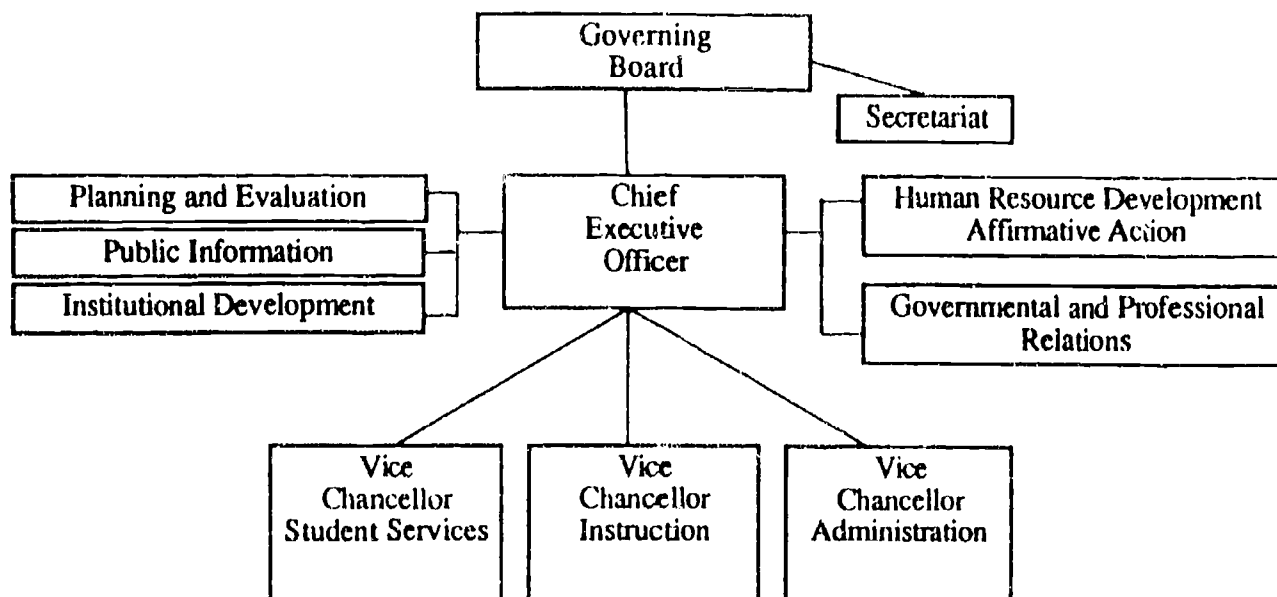 Governing
Board
Secretariat
Planning and Evaluation
Public Information
Institutional Development
Chief
Executive
Officer
Human Resource Development
Affirmative Action
Governmental and Professional
Relations
Vice
Chancellor
Student Services
Vice
Chancellor
Instruction
Vice
Chancellor
Administration